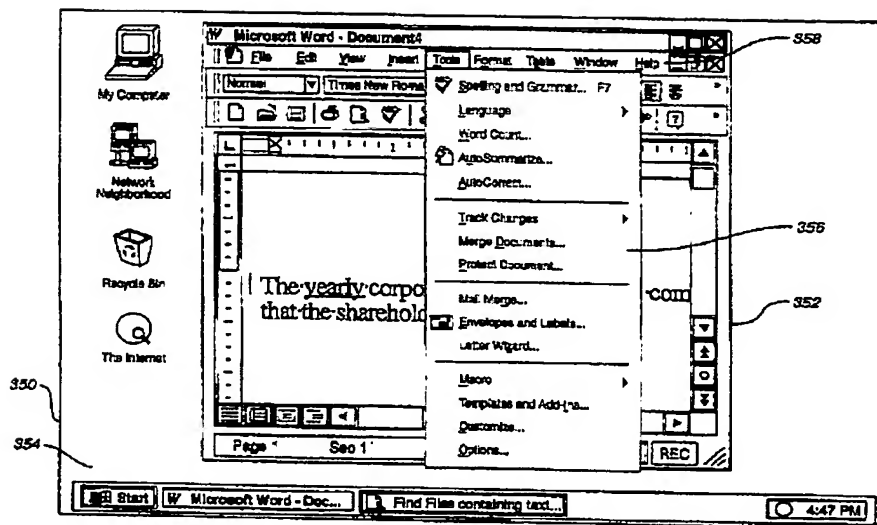 Microsoft Word - Document4
File Edit View Insert Tools Format Table Window Help
Normal Times New Roma
My Computer
Network Neighborhood
Recycle Bin
The Internet
Spelling and Grammar... F7
Language
Word Count...
AutoSummarize...
AutoCorrect...
Track Changes
Merge Documents...
Protect Document...
Mail Merge...
Envelopes and Labels...
Letter Wizard...
Macro
Templates and Add-Ins...
Customize...
Options...
The·yearly·corpo
·com
that·the·sharehold
Page 1 Sec 1
REC
Start Microsoft Word - Doc... Find Files containing text... 4:47 PM
358
356
352
350
354